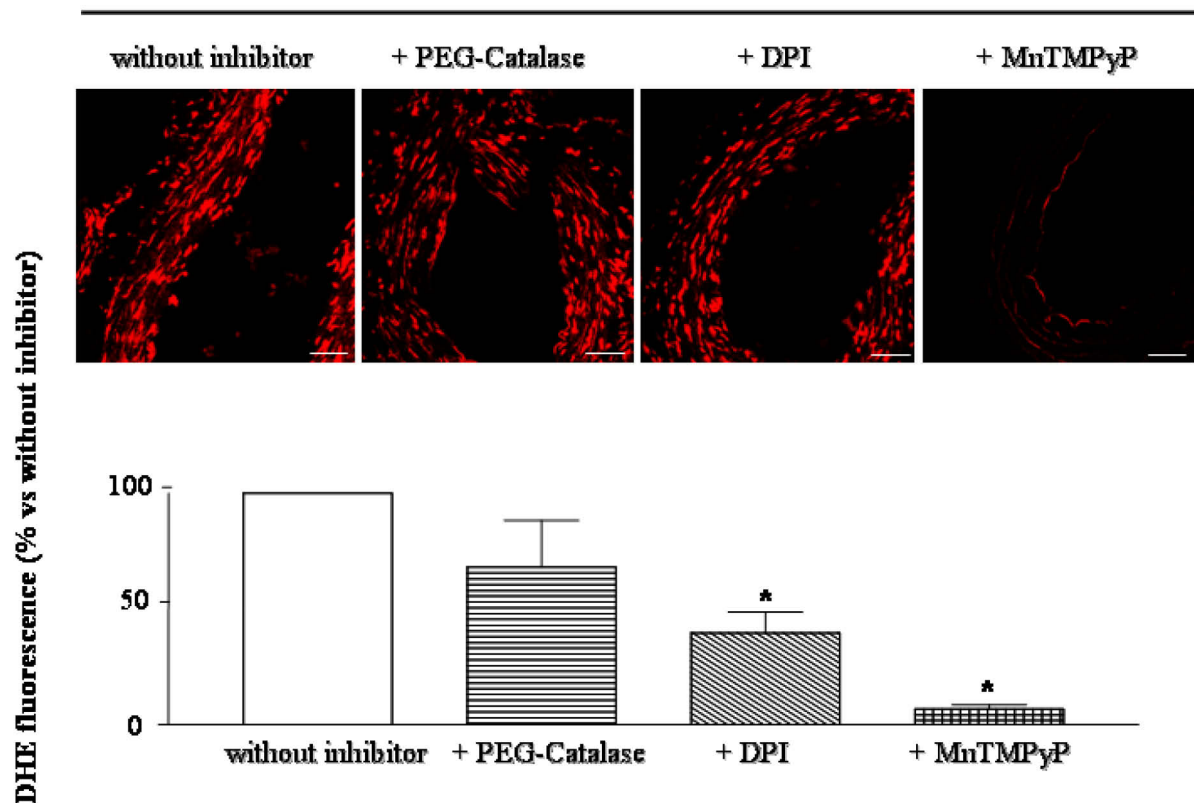 without inhibitor + PEG-Catalase + DPI + MnTMPyP
DHE fluorescence (% vs without inhibitor)
100
50
*
*
0
without inhibitor + PEG-Catalase + DPI + MnTMPyP